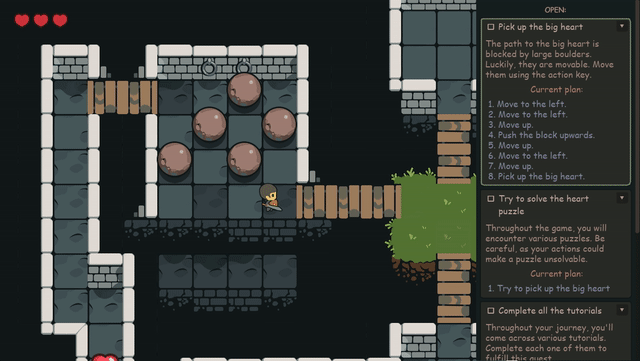 OPEN:
Pick up the big heart
The path to the big heart is
blocked by large boulders.
Luckily, they are movable. Move
them using the action key.
Current plan:
1. Move to the left.
2. Move to the left.
3. Move up.
4. Push the block upwards.
5. Move up.
6. Move to the left.
7. Move up.
8. Pick up the big heart.
Try to solve the heart
puzzle
Throughout the game, you will
encounter various puzzles. Be
careful, as your actions could
make a puzzle unsolvable.
Current plan:
1. Try to pick up the big heart
Complete all the tutorials
Throughout your journey, you'll
come across various tutorials.
Complete each one of them to
fulfill this quest